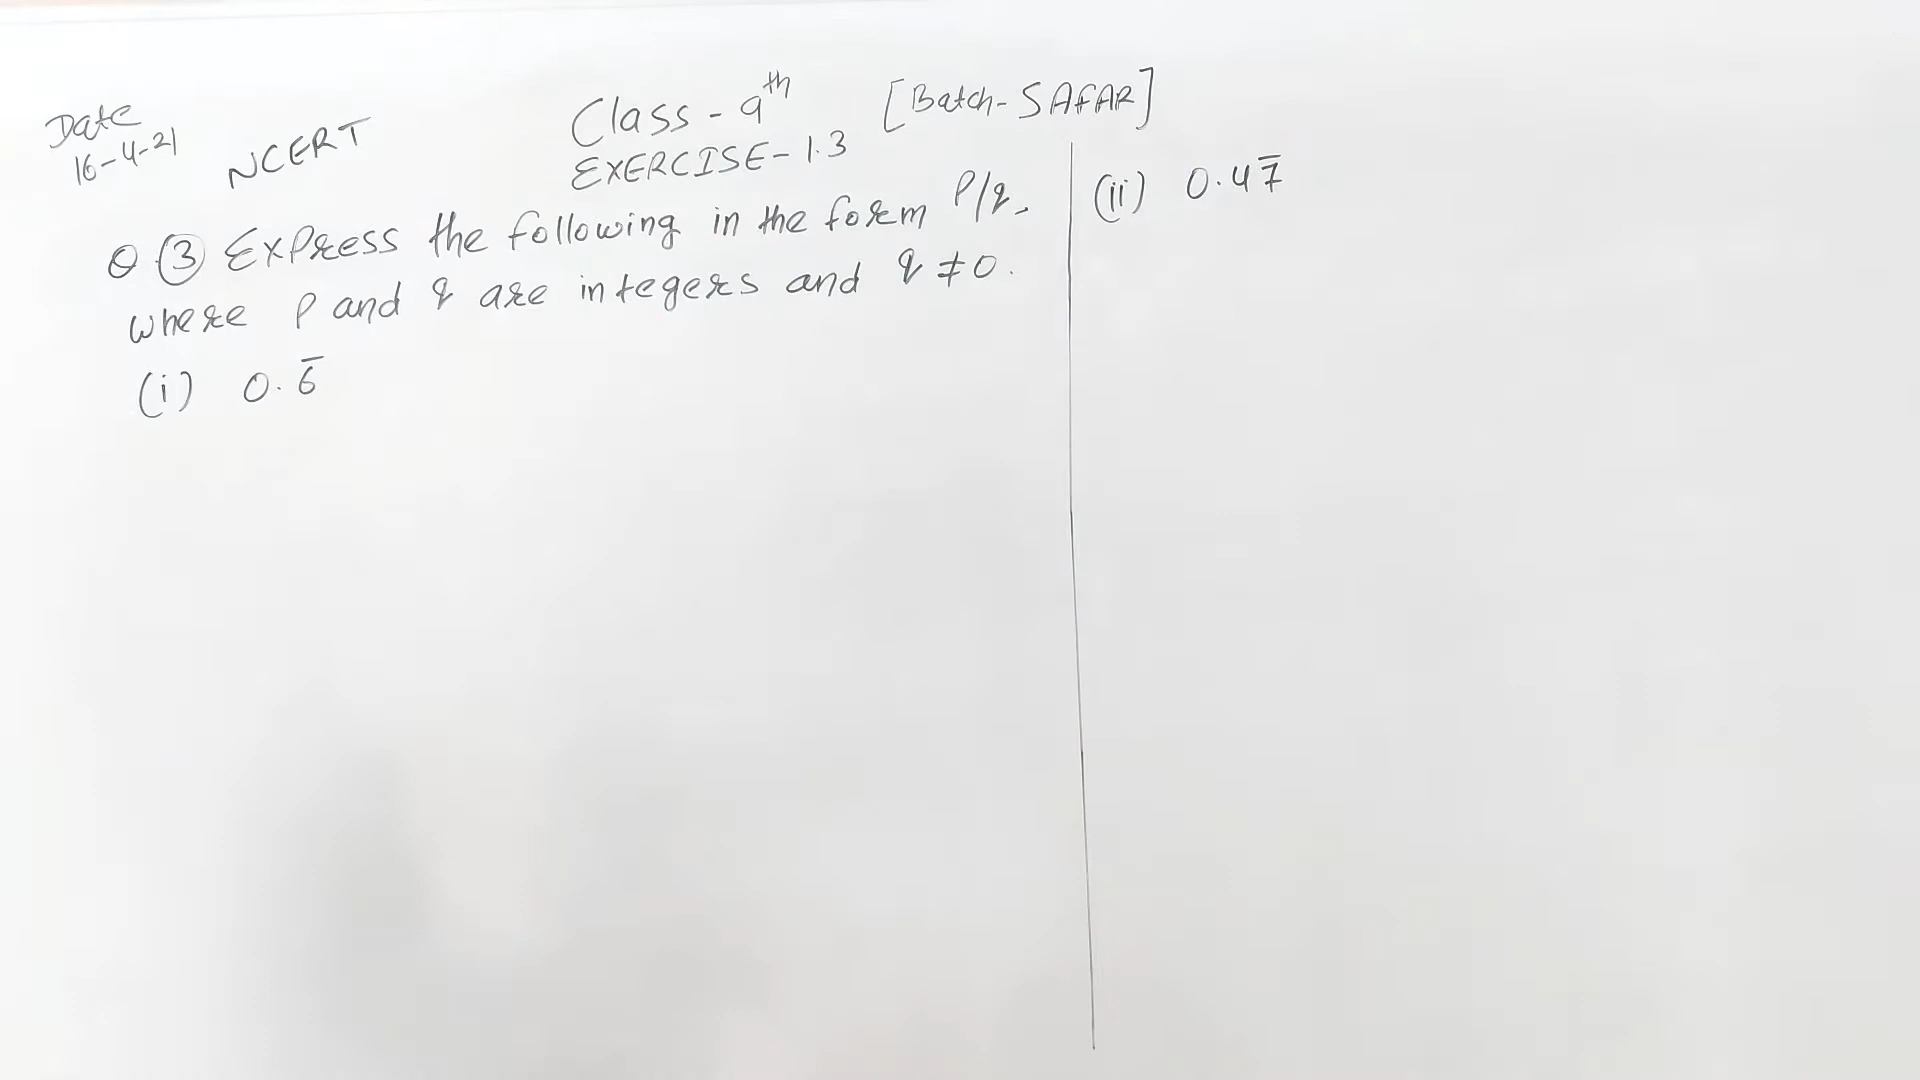 Date
16-4-21
NCERT
Class - 9th [Batch- SAFAR]
EXERCISE - 1.3
Q ③ Express the following in the form P/q.
where P and q are integers and q ≠ 0.
(i) 0.6̅
(ii) 0.47̅